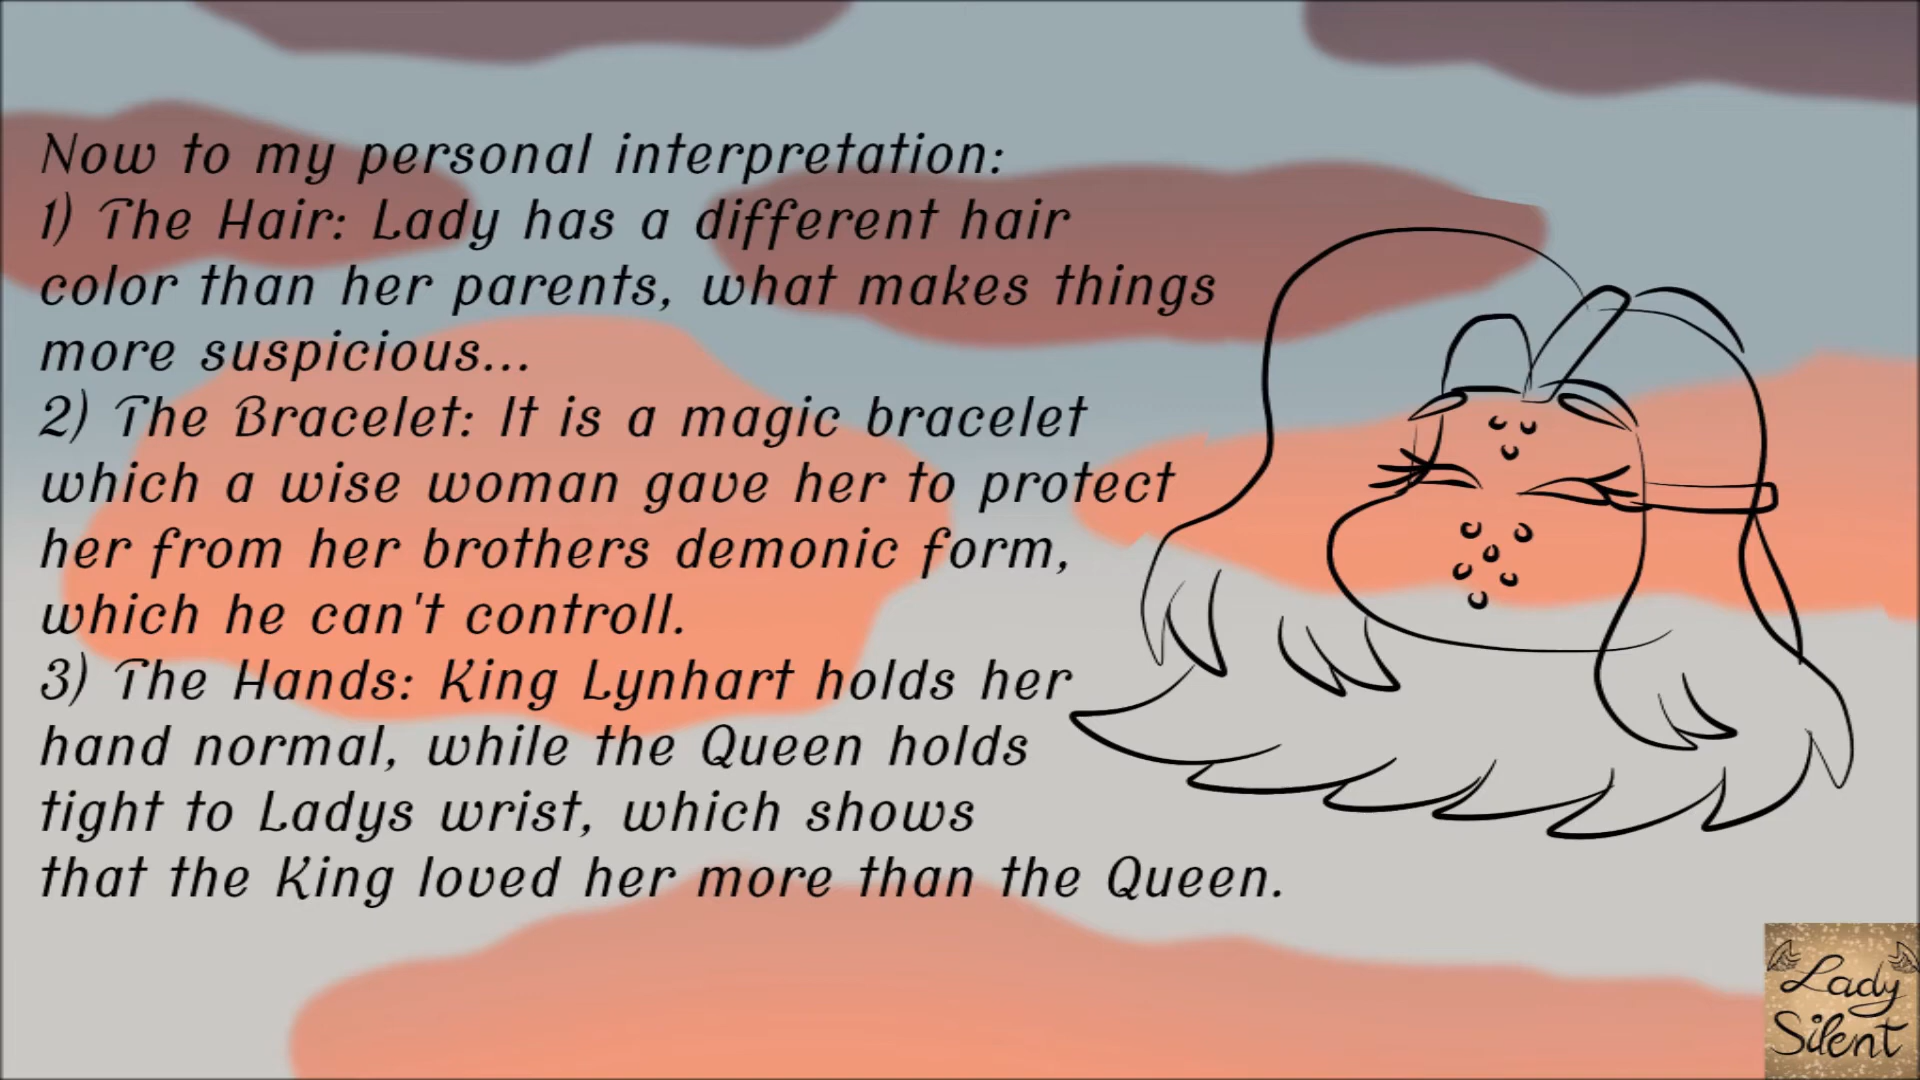 Now to my personal interpretation:
1) The Hair: Lady has a different hair
color than her parents, what makes things
more suspicious...
2) The Bracelet: It is a magic bracelet
which a wise woman gave her to protect
her from her brothers demonic form,
which he can't controll.
3) The Hands: King Lynhart holds her
hand normal, while the Queen holds
tight to Ladys wrist, which shows
that the King loved her more than the Queen.
Lady
Silent